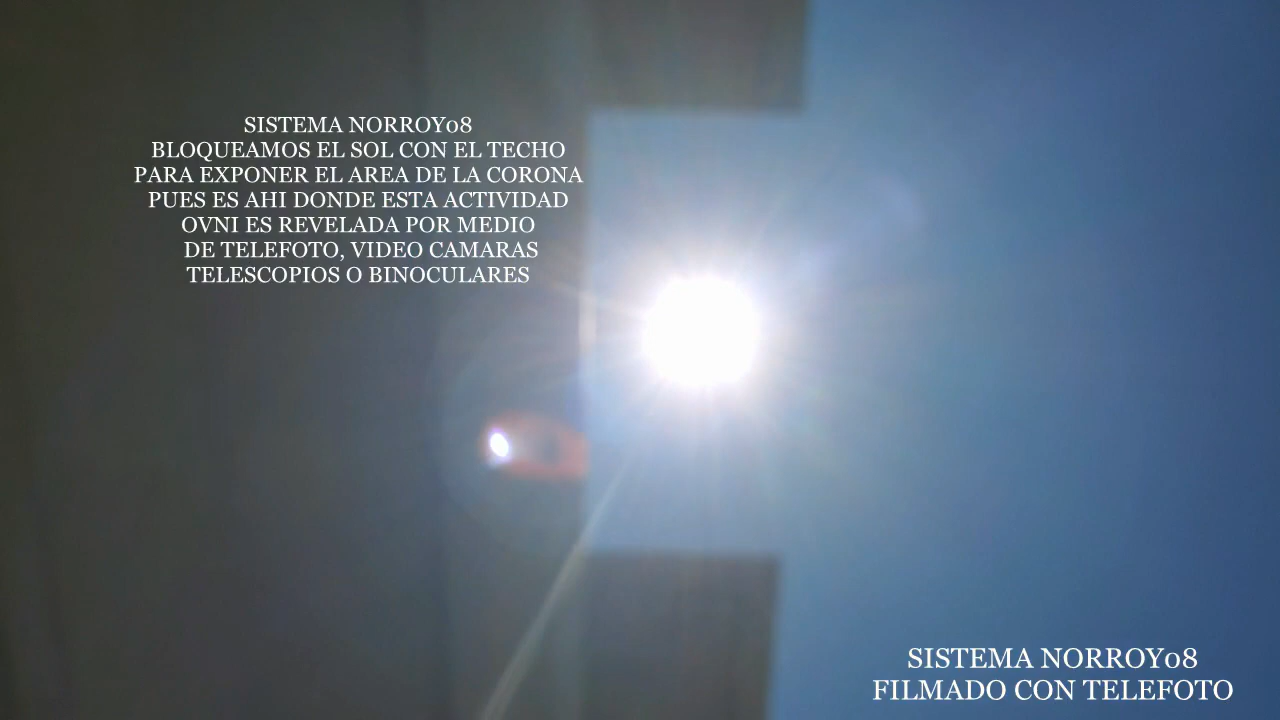 SISTEMA NORROY08
BLOQUEAMOS EL SOL CON EL TECHO
PARA EXPONER EL AREA DE LA CORONA
PUES ES AHI DONDE ESTA ACTIVIDAD
OVNI ES REVELADA POR MEDIO
DE TELEFOTO, VIDEO CAMARAS
TELESCOPIOS O BINOCULARES
SISTEMA NORROY08
FILMADO CON TELEFOTO